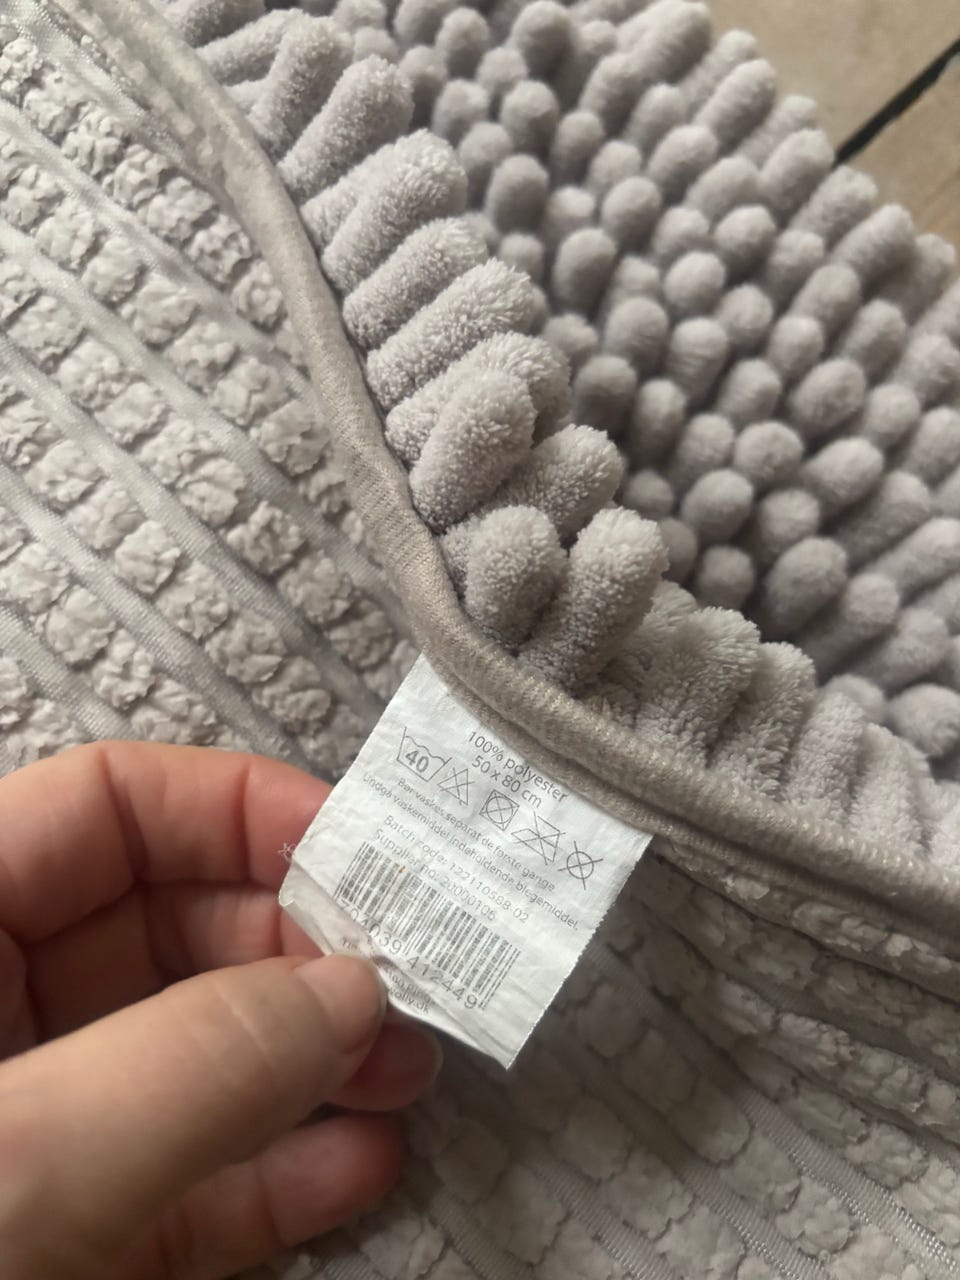 100% polyester
50 x 80 cm
40
Bør vaskes separat de første gange.
Undgå vaskemiddel indeholdende blegemiddel.
Batch code: 122110588-02
Supplier no: 20000106
412449
.dk